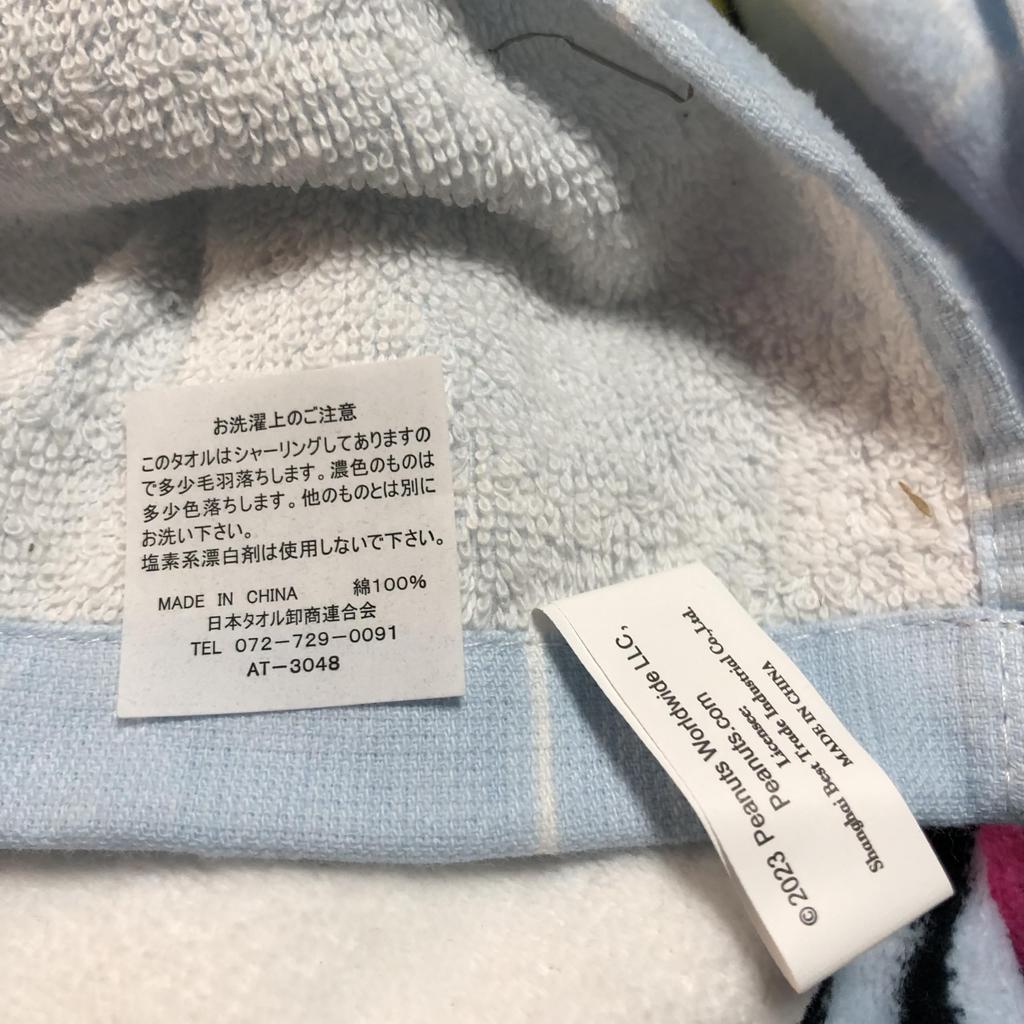 お洗濯上のご注意
このタオルはシャーリングしてありますの
で多少毛羽落ちします。濃色のものは
多少色落ちします。他のものとは別に
お洗い下さい。
塩素系漂白剤は使用しないで下さい。
MADE IN CHINA 綿100%
日本タオル卸商連合会
TEL 072-729-0091
AT-3048
©2023 Peanuts Worldwide LLC,
Peanuts.com
Licensee:
Shanghai Best Trade Industrial Co.,Ltd.
MADE IN CHINA